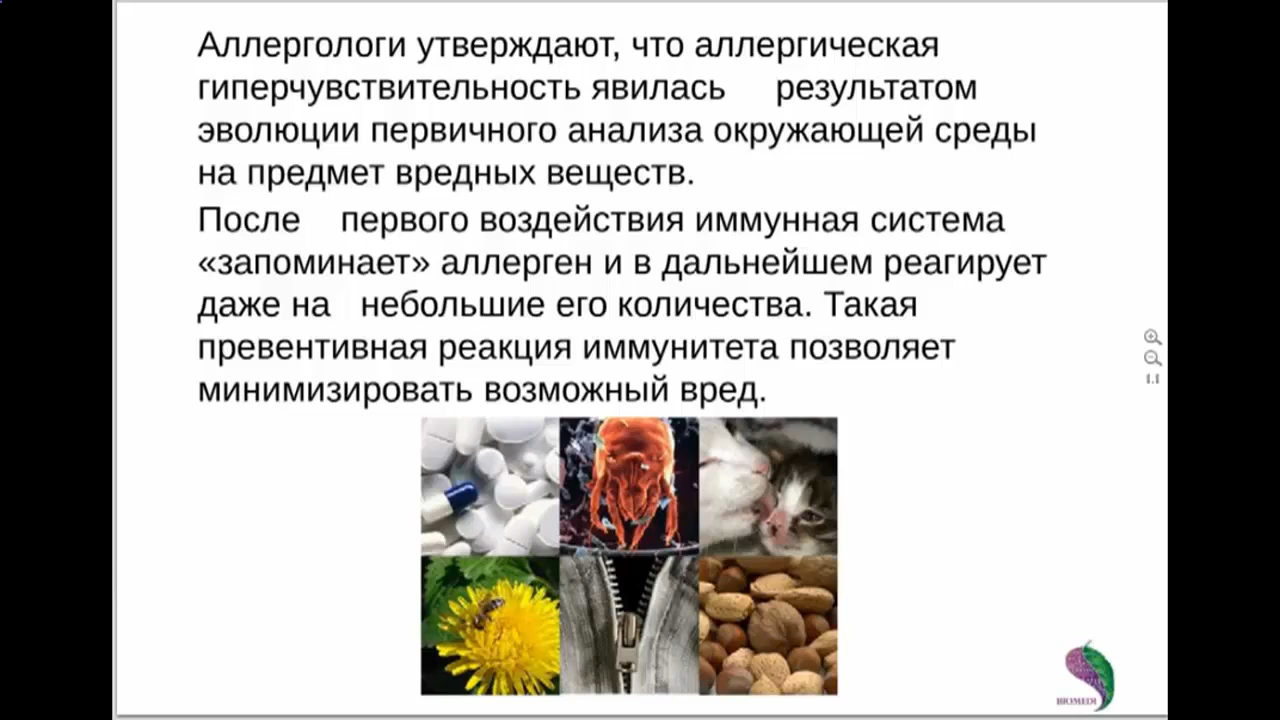 Аллергологи утверждают, что аллергическая
гиперчувствительность явилась результатом
эволюции первичного анализа окружающей среды
на предмет вредных веществ.
После первого воздействия иммунная система
«запоминает» аллерген и в дальнейшем реагирует
даже на небольшие его количества. Такая
превентивная реакция иммунитета позволяет
минимизировать возможный вред.
1:1
BIOMEDI